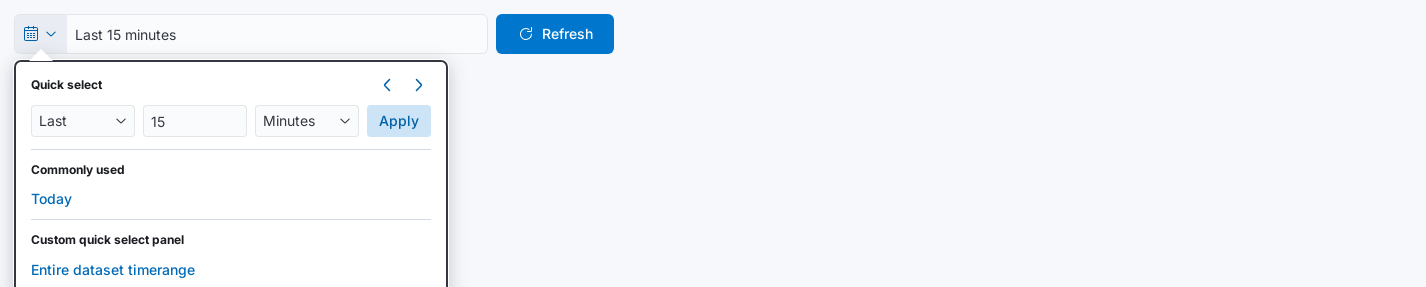 Last 15 minutes
Refresh
Quick select
Last
15
Minutes
Apply
Commonly used
Today
Custom quick select panel
Entire dataset timerange